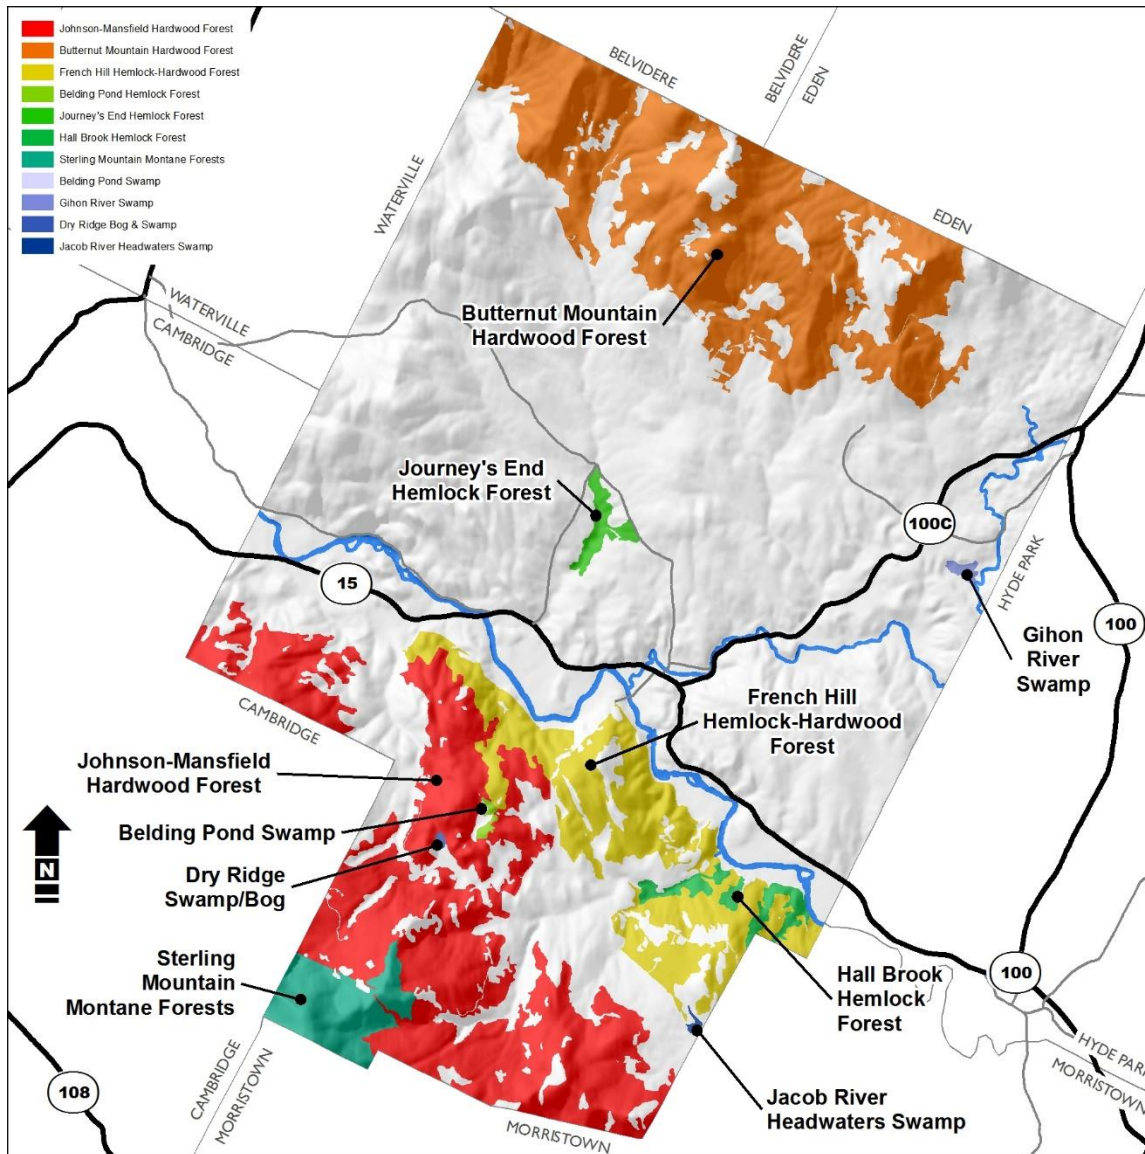 Johnson-Mansfield Hardwood Forest
Butternut Mountain Hardwood Forest
French Hill Hemlock-Hardwood Forest
Belding Pond Hemlock Forest
Journey's End Hemlock Forest
Hall Brook Hemlock Forest
Sterling Mountain Montane Forests
Belding Pond Swamp
Gihon River Swamp
Dry Ridge Bog & Swamp
Jacob River Headwaters Swamp
BELVIDERE
BELVIDERE
EDEN
WATERVILLE
EDEN
WATERVILLE
CAMBRIDGE
Butternut Mountain
Hardwood Forest
Journey's End
Hemlock Forest
100C
15
HYDE PARK
100
Gihon
River
Swamp
CAMBRIDGE
French Hill
Hemlock-Hardwood
Forest
Johnson-Mansfield
Hardwood Forest
Belding Pond Swamp
N
Dry Ridge
Swamp/Bog
Sterling
Mountain
Montane Forests
Hall Brook
Hemlock
Forest
100
HYDE PARK
MORRISTOWN
108
CAMBRIDGE
MORRISTOWN
MORRISTOWN
Jacob River
Headwaters Swamp